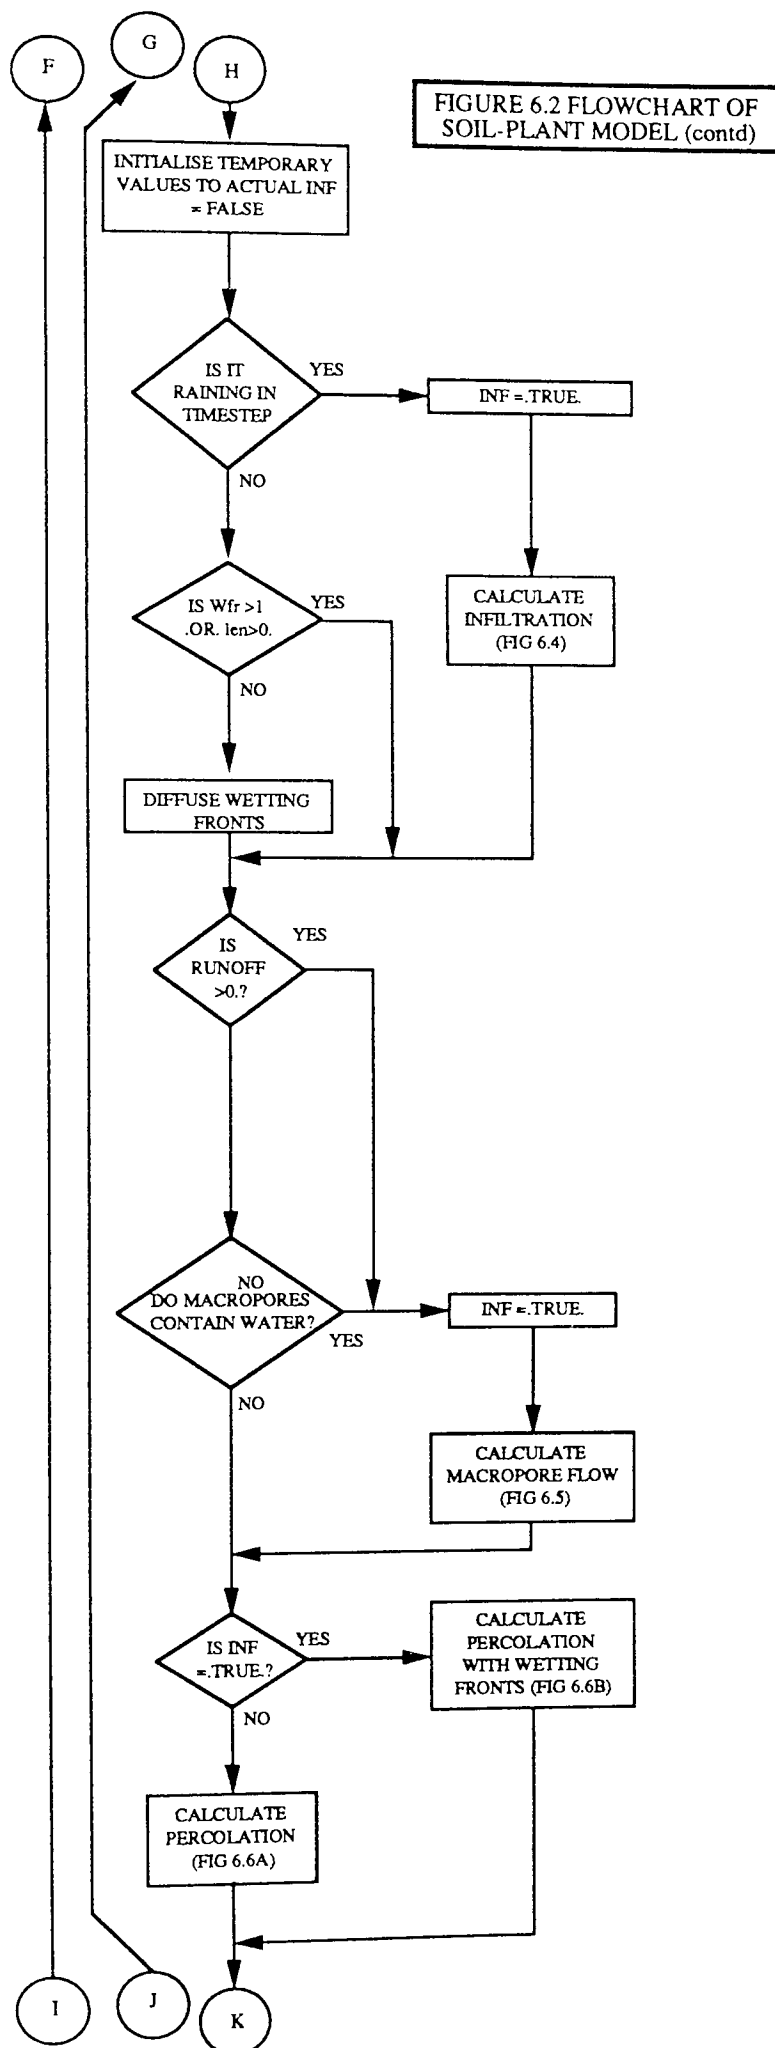 F
G
H
FIGURE 6.2 FLOWCHART OF
SOIL-PLANT MODEL (contd)
INITIALISE TEMPORARY
VALUES TO ACTUAL INF
= FALSE
IS IT
RAINING IN
TIMESTEP
YES
INF =.TRUE.
NO
IS Wfr >1
.OR. len>0.
YES
CALCULATE
INFILTRATION
(FIG 6.4)
NO
DIFFUSE WETTING
FRONTS
IS
RUNOFF
>0.?
YES
NO
DO MACROPORES
CONTAIN WATER?
YES
INF =.TRUE.
NO
CALCULATE
MACROPORE FLOW
(FIG 6.5)
IS INF
=.TRUE.?
YES
CALCULATE
PERCOLATION
WITH WETTING
FRONTS (FIG 6.6B)
NO
CALCULATE
PERCOLATION
(FIG 6.6A)
I
J
K